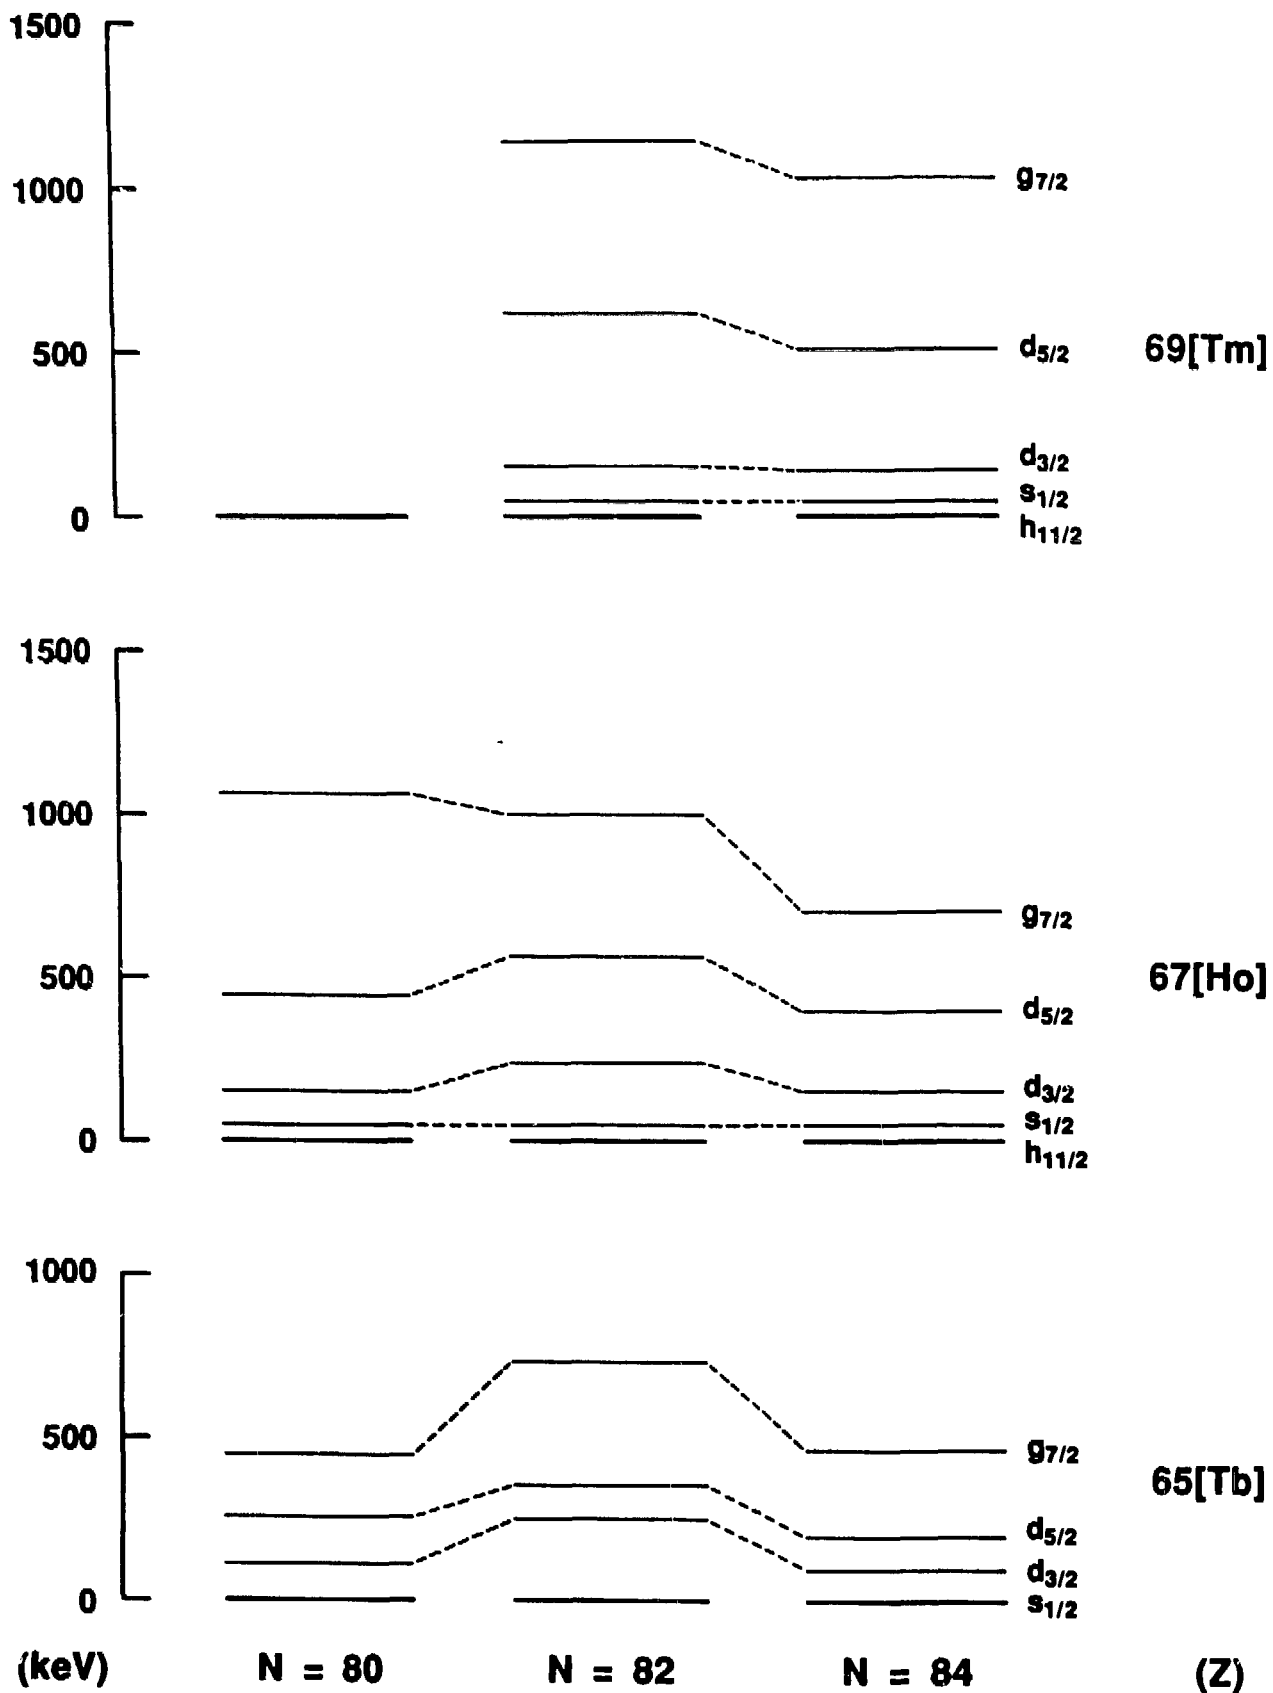 1500
1000
g7/2
500
d5/2
69[Tm]
d3/2
s1/2
0
h11/2
1500
1000
g7/2
500
67[Ho]
d5/2
d3/2
s1/2
0
h11/2
1000
500
g7/2
65[Tb]
d5/2
d3/2
0
s1/2
(keV) N = 80 N = 82 N = 84 (Z)